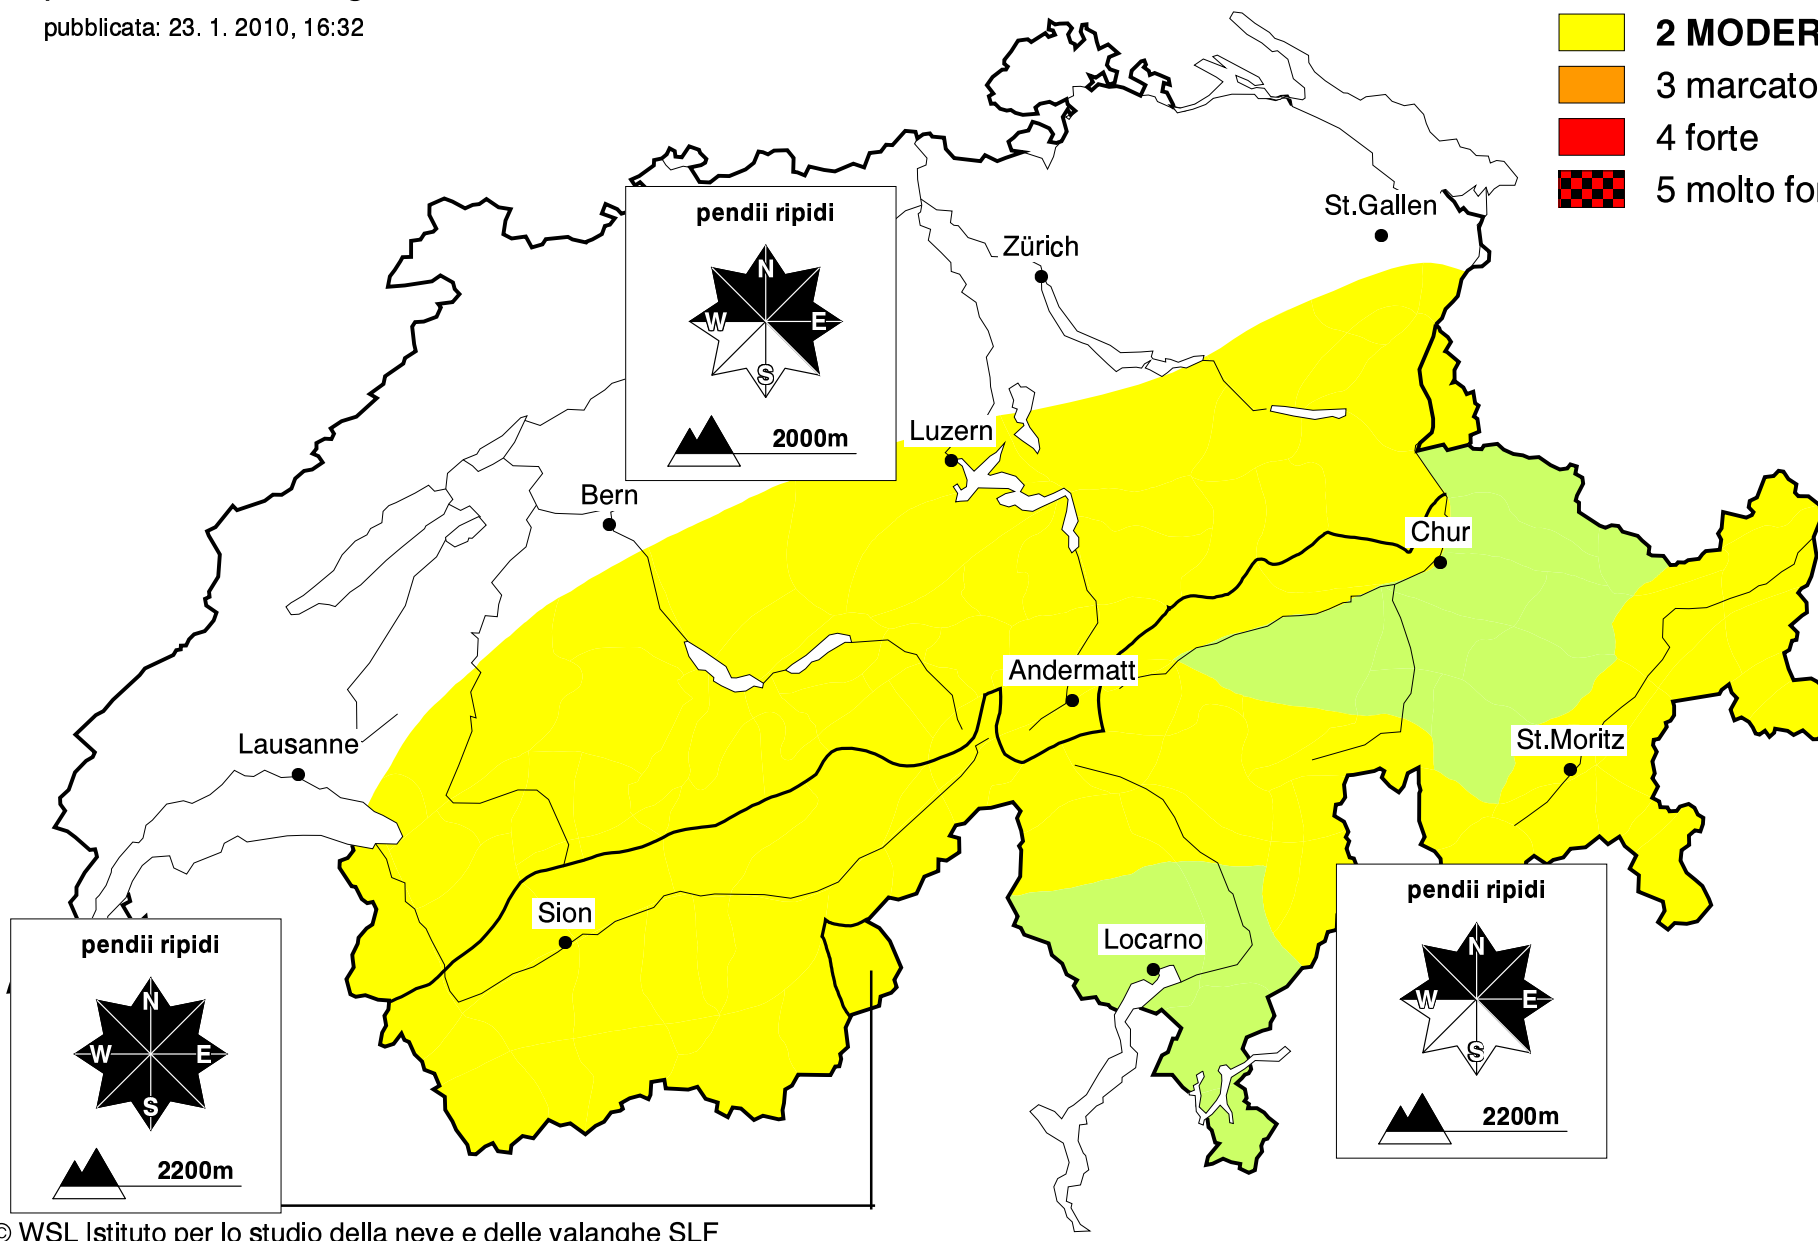 pubblicata: 23. 1. 2010, 16:32
2 MODER
3 marcato
4 forte
5 molto for
St.Gallen
Zürich
pendii ripidi
N
W E
S
2000m
Luzern
Bern
Chur
Andermatt
St.Moritz
Lausanne
Sion
Locarno
pendii ripidi
N
W E
S
2200m
pendii ripidi
N
W E
S
2200m
© WSL Istituto per lo studio della neve e delle valanghe SLF